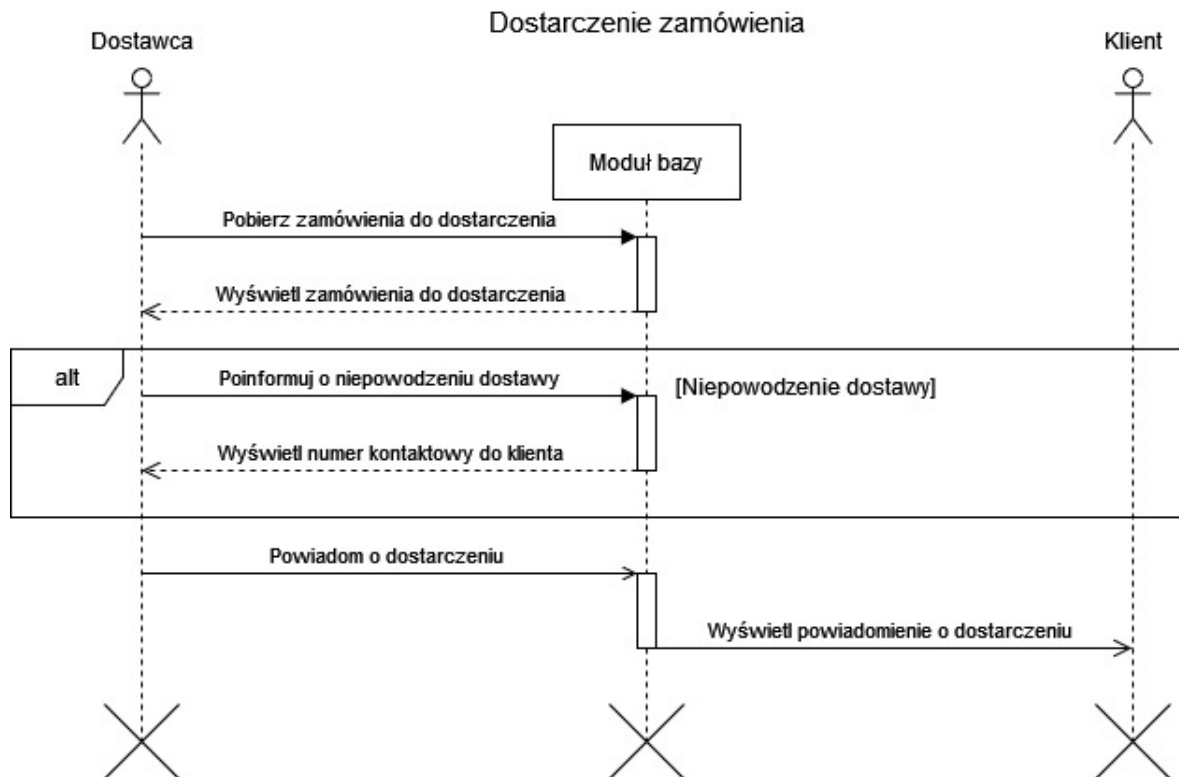 Dostarczenie zamówienia
Dostawca
Klient
Moduł bazy
Pobierz zamówienia do dostarczenia
Wyświetl zamówienia do dostarczenia
alt
Poinformuj o niepowodzeniu dostawy
[Niepowodzenie dostawy]
Wyświetl numer kontaktowy do klienta
Powiadom o dostarczeniu
Wyświetl powiadomienie o dostarczeniu